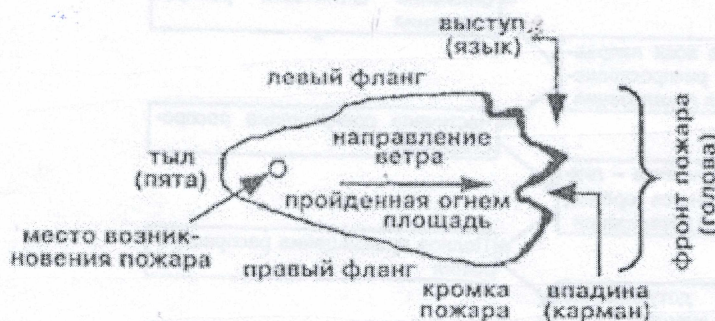 выступ
(язык)
левый фланг
направление
ветра
тыл
(пята)
пройденная огнем
площадь
место возник-
новения пожара
правый фланг
кромка
пожара
впадина
(карман)
фронт пожара
(голова)